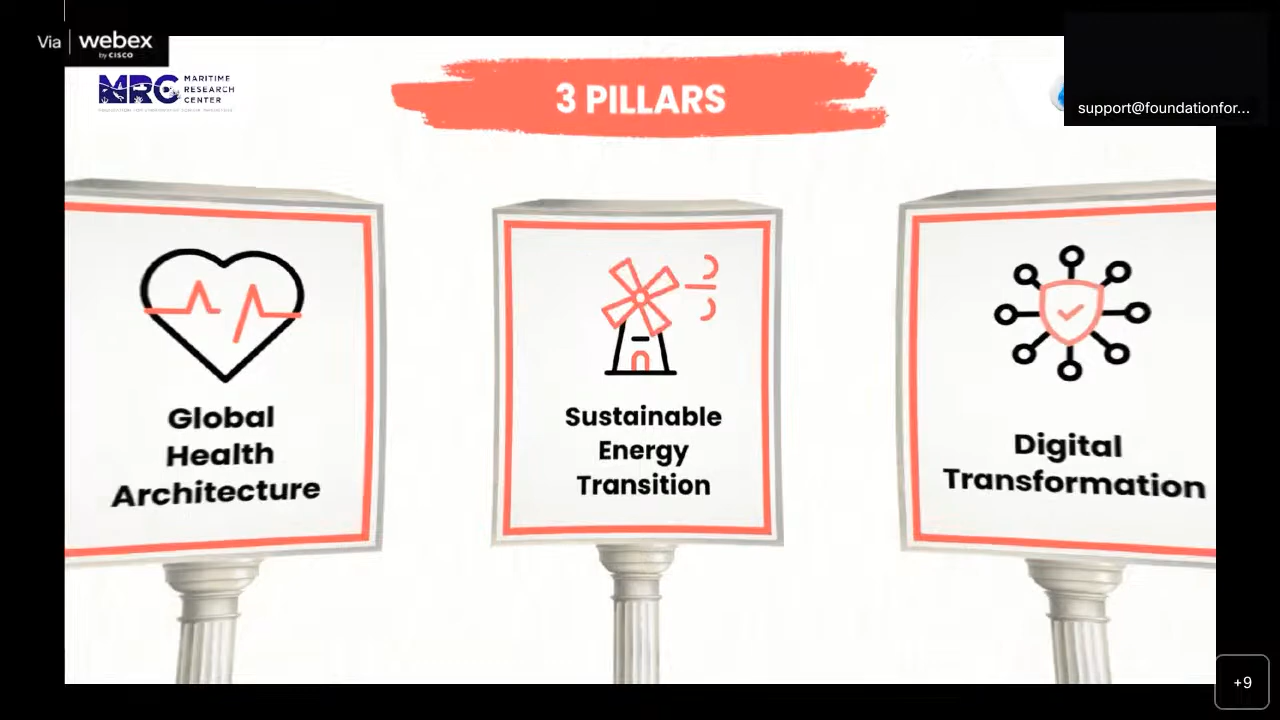 Via webex
by CISCO
MRC MARITIME
RESEARCH
CENTER
3 PILLARS
support@foundationfor...
Global
Health
Architecture
Sustainable
Energy
Transition
Digital
Transformation
+9